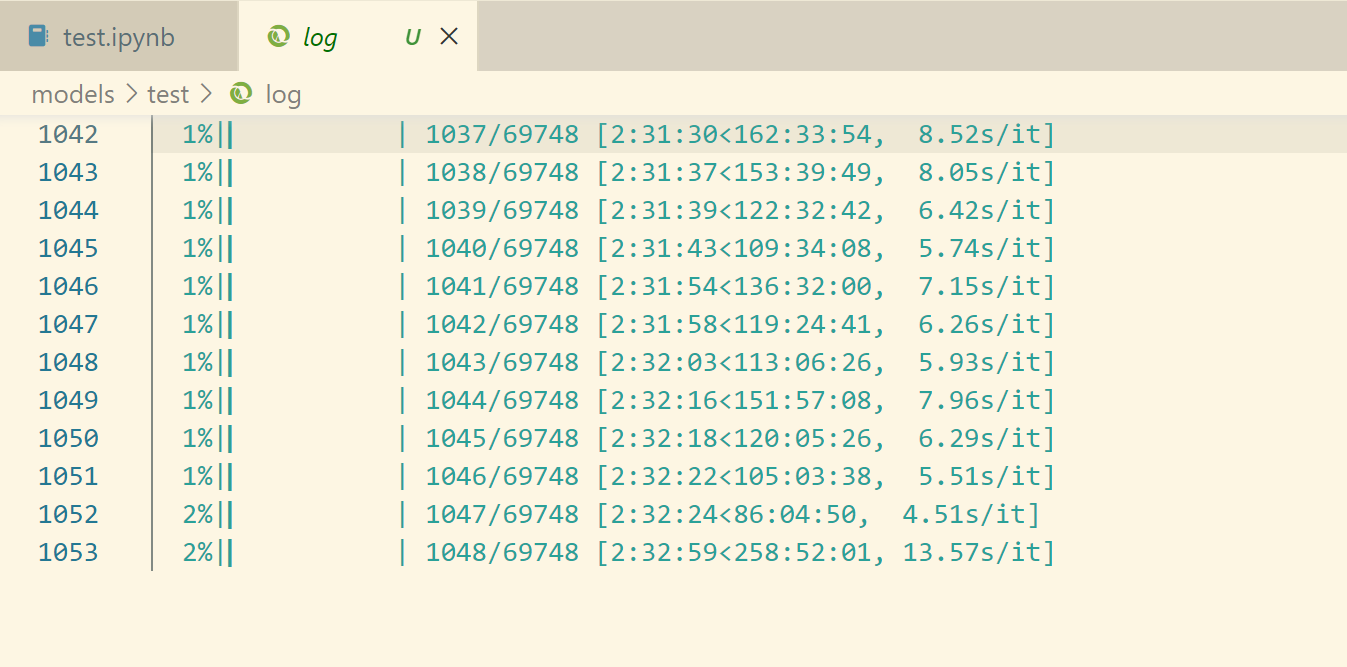 test.ipynb log U
models > test > log
1042 1%|| | 1037/69748 [2:31:30<162:33:54, 8.52s/it]
1043 1%|| | 1038/69748 [2:31:37<153:39:49, 8.05s/it]
1044 1%|| | 1039/69748 [2:31:39<122:32:42, 6.42s/it]
1045 1%|| | 1040/69748 [2:31:43<109:34:08, 5.74s/it]
1046 1%|| | 1041/69748 [2:31:54<136:32:00, 7.15s/it]
1047 1%|| | 1042/69748 [2:31:58<119:24:41, 6.26s/it]
1048 1%|| | 1043/69748 [2:32:03<113:06:26, 5.93s/it]
1049 1%|| | 1044/69748 [2:32:16<151:57:08, 7.96s/it]
1050 1%|| | 1045/69748 [2:32:18<120:05:26, 6.29s/it]
1051 1%|| | 1046/69748 [2:32:22<105:03:38, 5.51s/it]
1052 2%|| | 1047/69748 [2:32:24<86:04:50, 4.51s/it]
1053 2%|| | 1048/69748 [2:32:59<258:52:01, 13.57s/it]